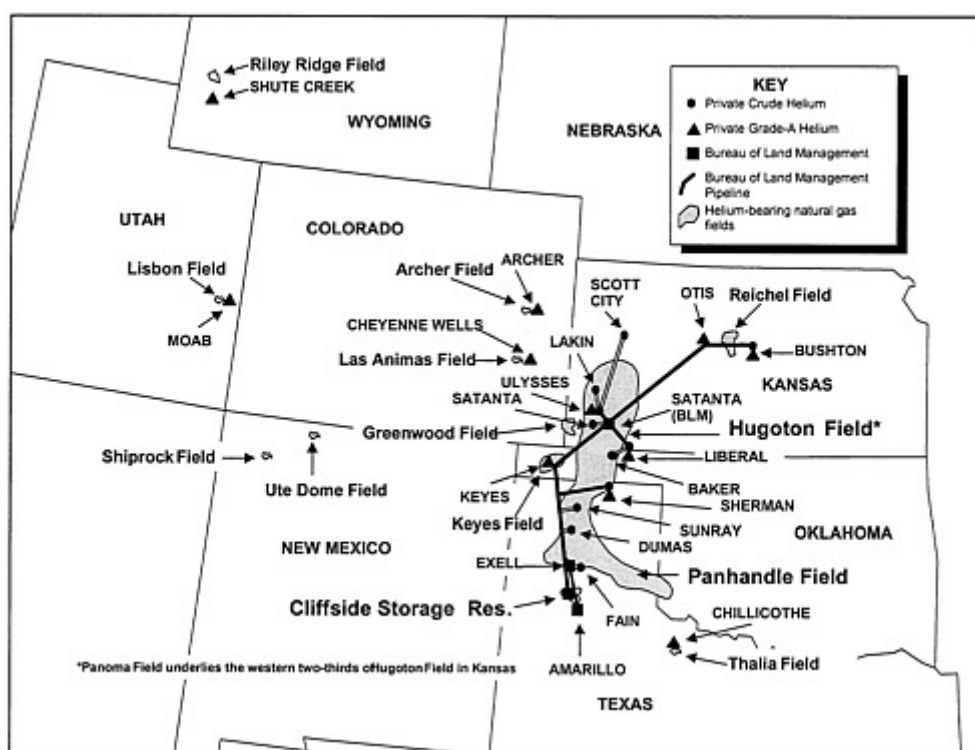 Riley Ridge Field
SHUTE CREEK
WYOMING
NEBRASKA
KEY
Private Crude Helium
Private Grade-A Helium
Bureau of Land Management
Bureau of Land Management
Pipeline
Helium-bearing natural gas
fields
UTAH
COLORADO
Lisbon Field
MOAB
Archer Field
ARCHER
SCOTT
CITY
OTIS
Reichel Field
CHEYENNE WELLS
Las Animas Field
LAKIN
BUSHTON
KANSAS
ULYSSES
SATANTA
SATANTA
(BLM)
Greenwood Field
Hugoton Field*
Shiprock Field
Ute Dome Field
LIBERAL
KEYES
Keyes Field
BAKER
SHERMAN
SUNRAY
OKLAHOMA
NEW MEXICO
DUMAS
EXELL
Panhandle Field
Cliffside Storage Res.
FAIN
CHILLICOTHE
Thalia Field
*Panoma Field underlies the western two-thirds ofHugoton Field in Kansas
AMARILLO
TEXAS